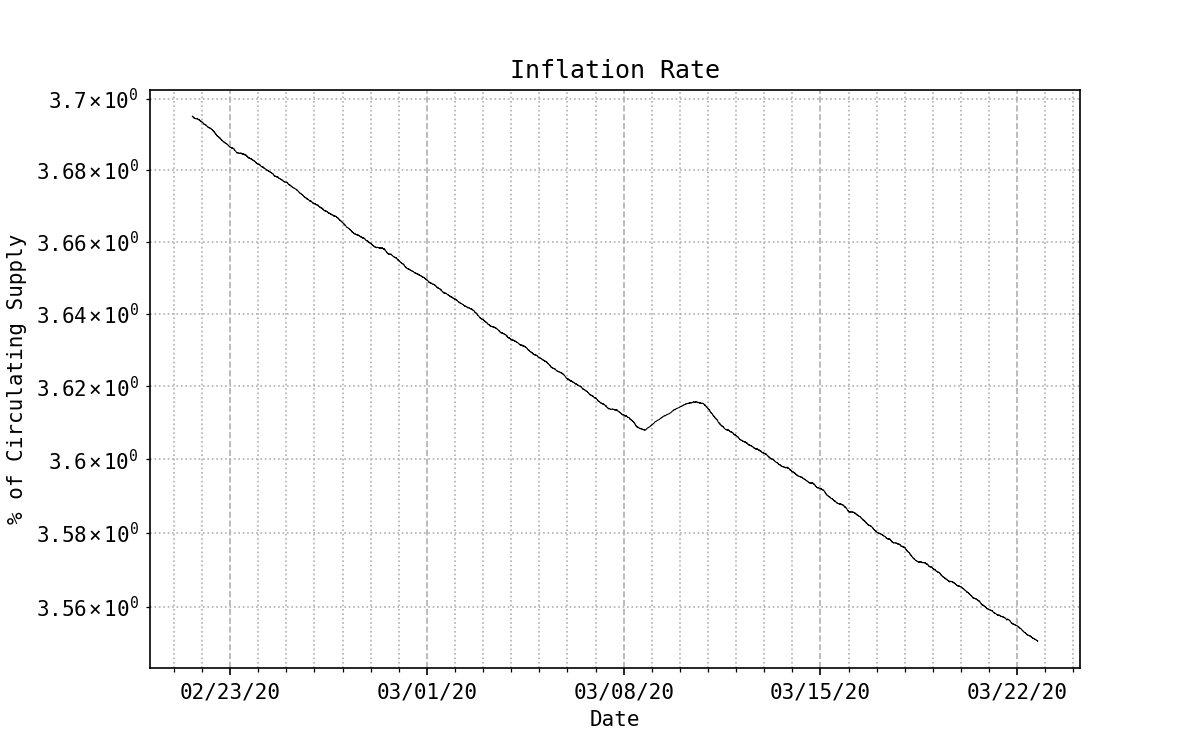 Inflation Rate
% of Circulating Supply
3.7×10⁰
3.68×10⁰
3.66×10⁰
3.64×10⁰
3.62×10⁰
3.6×10⁰
3.58×10⁰
3.56×10⁰
02/23/20 03/01/20 03/08/20 03/15/20 03/22/20
Date